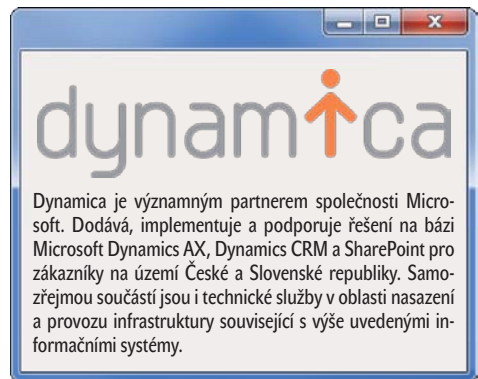 dynamica
Dynamica je významným partnerem společnosti Micro-
soft. Dodává, implementuje a podporuje řešení na bázi
Microsoft Dynamics AX, Dynamics CRM a SharePoint pro
zákazníky na území České a Slovenské republiky. Samo-
zřejmou součástí jsou i technické služby v oblasti nasazení
a provozu infrastruktury související s výše uvedenými in-
formačními systémy.